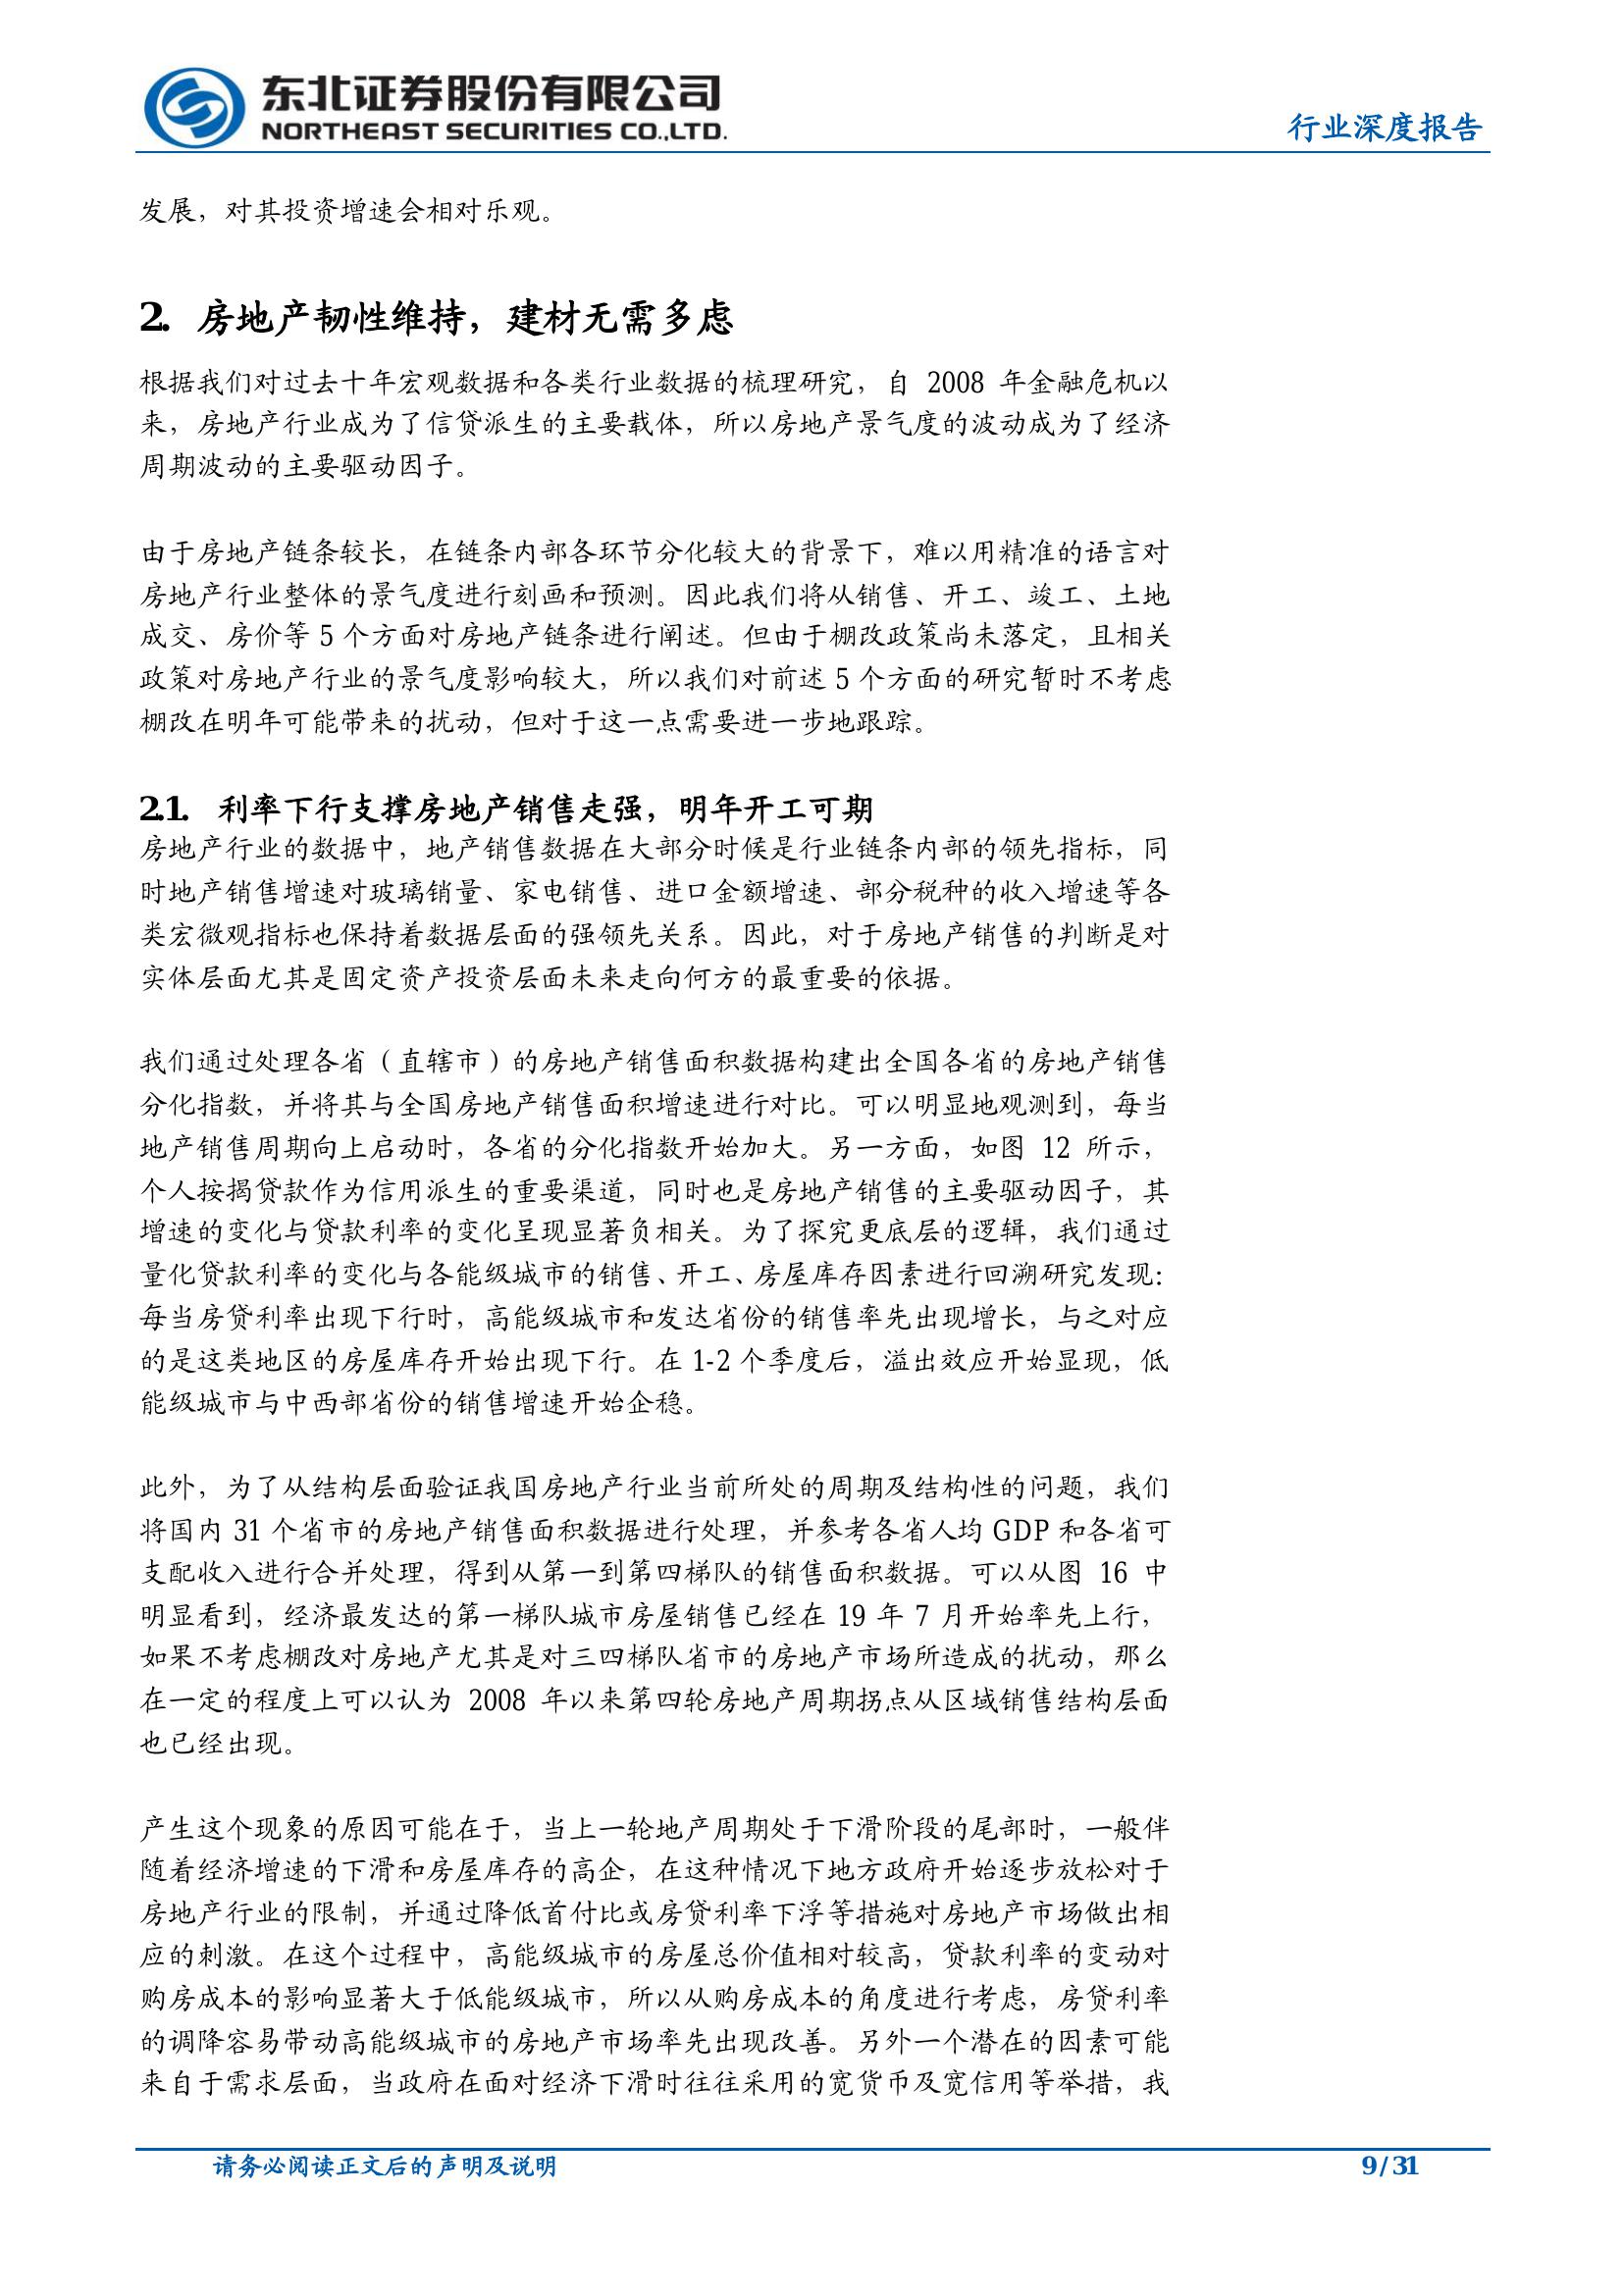 东北证券股份有限公司
NORTHEAST SECURITIES CO.,LTD.
行业深度报告
发展，对其投资增速会相对乐观。
2. 房地产韧性维持，建材无需多虑
根据我们对过去十年宏观数据和各类行业数据的梳理研究，自 2008 年金融危机以
来，房地产行业成为了信贷派生的主要载体，所以房地产景气度的波动成为了经济
周期波动的主要驱动因子。
由于房地产链条较长，在链条内部各环节分化较大的背景下，难以用精准的语言对
房地产行业整体的景气度进行刻画和预测。因此我们将从销售、开工、竣工、土地
成交、房价等 5 个方面对房地产链条进行阐述。但由于棚改政策尚未落定，且相关
政策对房地产行业的景气度影响较大，所以我们对前述 5 个方面的研究暂时不考虑
棚改在明年可能带来的扰动，但对于这一点需要进一步地跟踪。
2.1. 利率下行支撑房地产销售走强，明年开工可期
房地产行业的数据中，地产销售数据在大部分时候是行业链条内部的领先指标，同
时地产销售增速对玻璃销量、家电销售、进口金额增速、部分税种的收入增速等各
类宏微观指标也保持着数据层面的强领先关系。因此，对于房地产销售的判断是对
实体层面尤其是固定资产投资层面未来走向何方的最重要的依据。
我们通过处理各省（直辖市）的房地产销售面积数据构建出全国各省的房地产销售
分化指数，并将其与全国房地产销售面积增速进行对比。可以明显地观测到，每当
地产销售周期向上启动时，各省的分化指数开始加大。另一方面，如图 12 所示，
个人按揭贷款作为信用派生的重要渠道，同时也是房地产销售的主要驱动因子，其
增速的变化与贷款利率的变化呈现显著负相关。为了探究更底层的逻辑，我们通过
量化贷款利率的变化与各能级城市的销售、开工、房屋库存因素进行回溯研究发现：
每当房贷利率出现下行时，高能级城市和发达省份的销售率先出现增长，与之对应
的是这类地区的房屋库存开始出现下行。在 1-2 个季度后，溢出效应开始显现，低
能级城市与中西部省份的销售增速开始企稳。
此外，为了从结构层面验证我国房地产行业当前所处的周期及结构性的问题，我们
将国内 31 个省市的房地产销售面积数据进行处理，并参考各省人均 GDP 和各省可
支配收入进行合并处理，得到从第一到第四梯队的销售面积数据。可以从图 16 中
明显看到，经济最发达的第一梯队城市房屋销售已经在 19 年 7 月开始率先上行，
如果不考虑棚改对房地产尤其是对三四梯队省市的房地产市场所造成的扰动，那么
在一定的程度上可以认为 2008 年以来第四轮房地产周期拐点从区域销售结构层面
也已经出现。
产生这个现象的原因可能在于，当上一轮地产周期处于下滑阶段的尾部时，一般伴
随着经济增速的下滑和房屋库存的高企，在这种情况下地方政府开始逐步放松对于
房地产行业的限制，并通过降低首付比或房贷利率下浮等措施对房地产市场做出相
应的刺激。在这个过程中，高能级城市的房屋总价值相对较高，贷款利率的变动对
购房成本的影响显著大于低能级城市，所以从购房成本的角度进行考虑，房贷利率
的调降容易带动高能级城市的房地产市场率先出现改善。另外一个潜在的因素可能
来自于需求层面，当政府在面对经济下滑时往往采用的宽货币及宽信用等举措，我
请务必阅读正文后的声明及说明
9 / 31